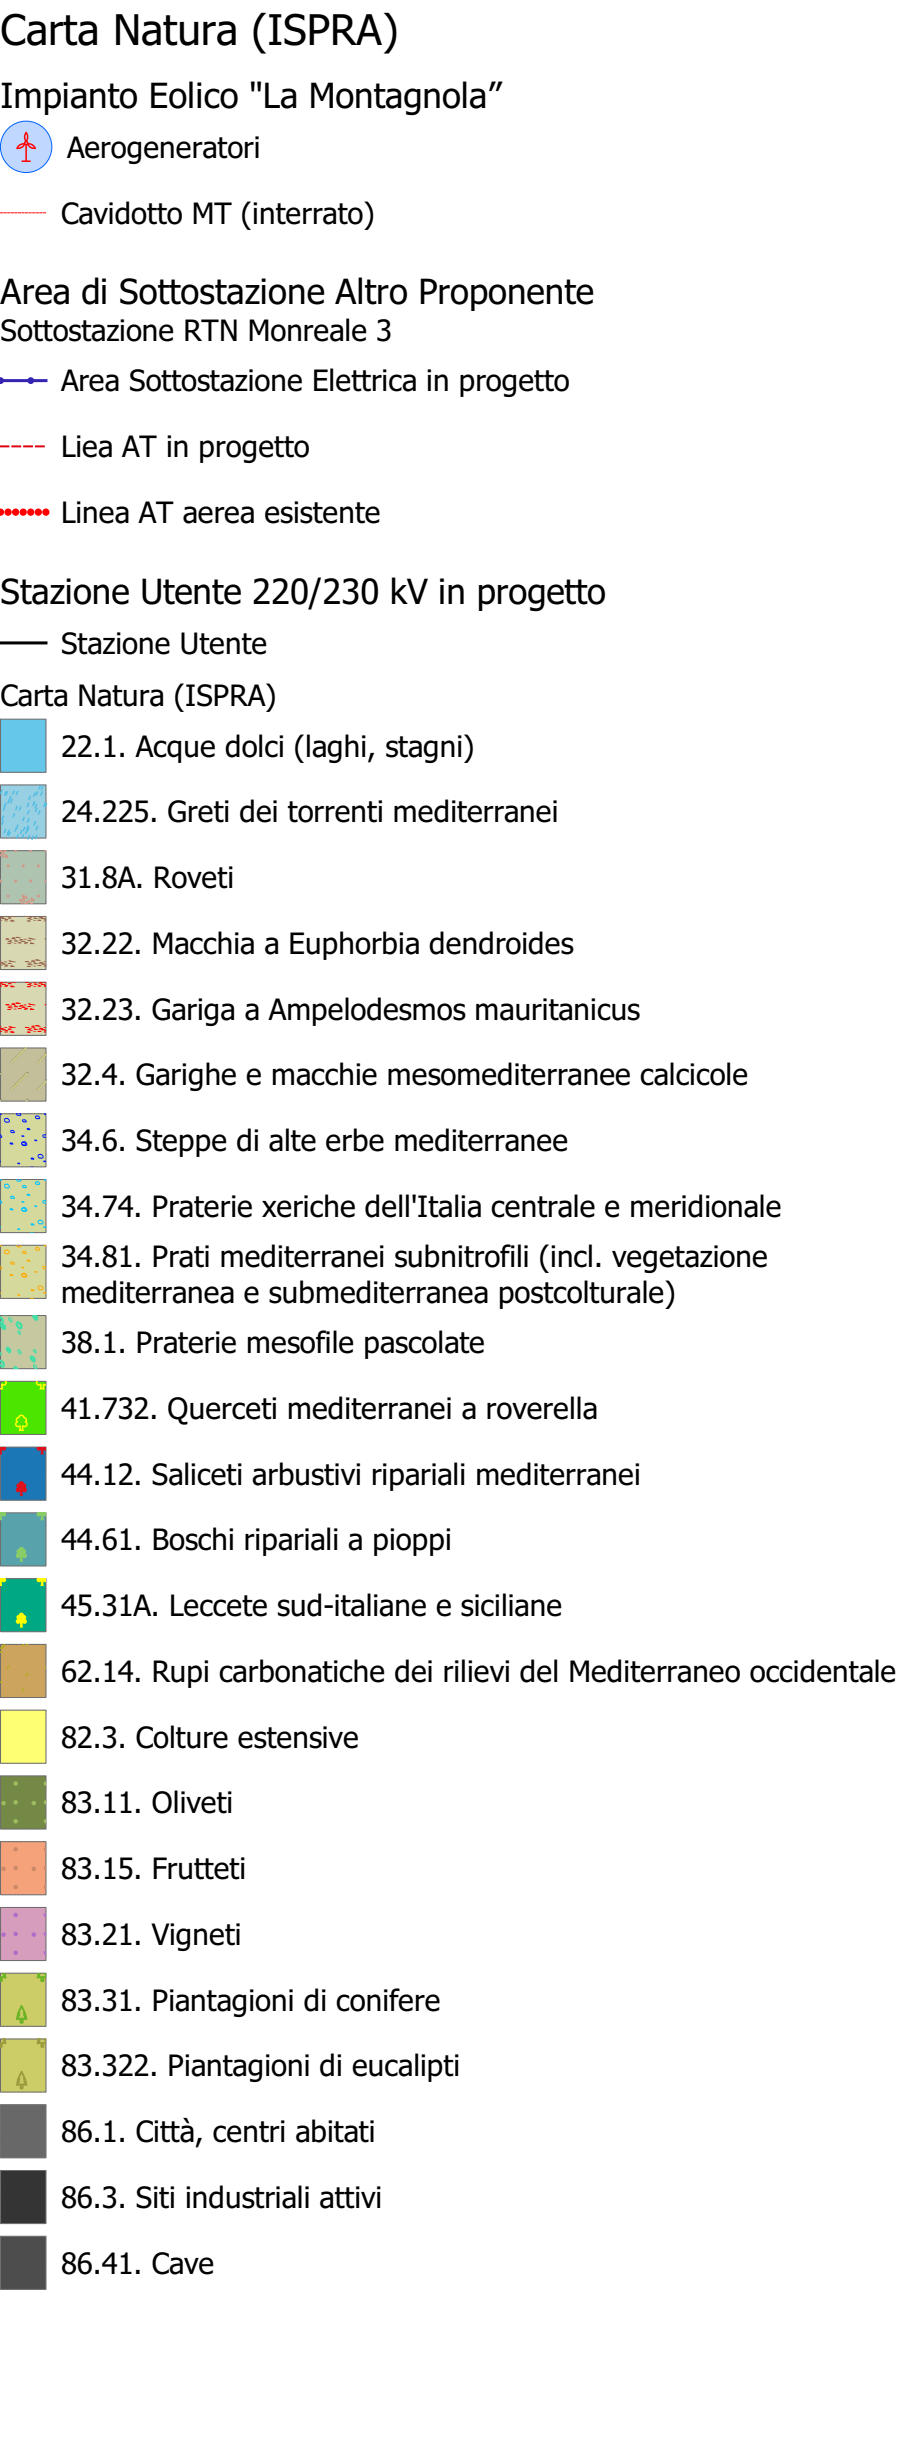 Carta Natura (ISPRA)
Impianto Eolico "La Montagnola”
Aerogeneratori
Cavidotto MT (interrato)
Area di Sottostazione Altro Proponente
Sottostazione RTN Monreale 3
Area Sottostazione Elettrica in progetto
Liea AT in progetto
Linea AT aerea esistente
Stazione Utente 220/230 kV in progetto
Stazione Utente
Carta Natura (ISPRA)
22.1. Acque dolci (laghi, stagni)
24.225. Greti dei torrenti mediterranei
31.8A. Roveti
32.22. Macchia a Euphorbia dendroides
32.23. Gariga a Ampelodesmos mauritanicus
32.4. Garighe e macchie mesomediterranee calcicole
34.6. Steppe di alte erbe mediterranee
34.74. Praterie xeriche dell'Italia centrale e meridionale
34.81. Prati mediterranei subnitrofili (incl. vegetazione
mediterranea e submediterranea postcolturale)
38.1. Praterie mesofile pascolate
41.732. Querceti mediterranei a roverella
44.12. Saliceti arbustivi ripariali mediterranei
44.61. Boschi ripariali a pioppi
45.31A. Leccete sud-italiane e siciliane
62.14. Rupi carbonatiche dei rilievi del Mediterraneo occidentale
82.3. Colture estensive
83.11. Oliveti
83.15. Frutteti
83.21. Vigneti
83.31. Piantagioni di conifere
83.322. Piantagioni di eucalipti
86.1. Città, centri abitati
86.3. Siti industriali attivi
86.41. Cave